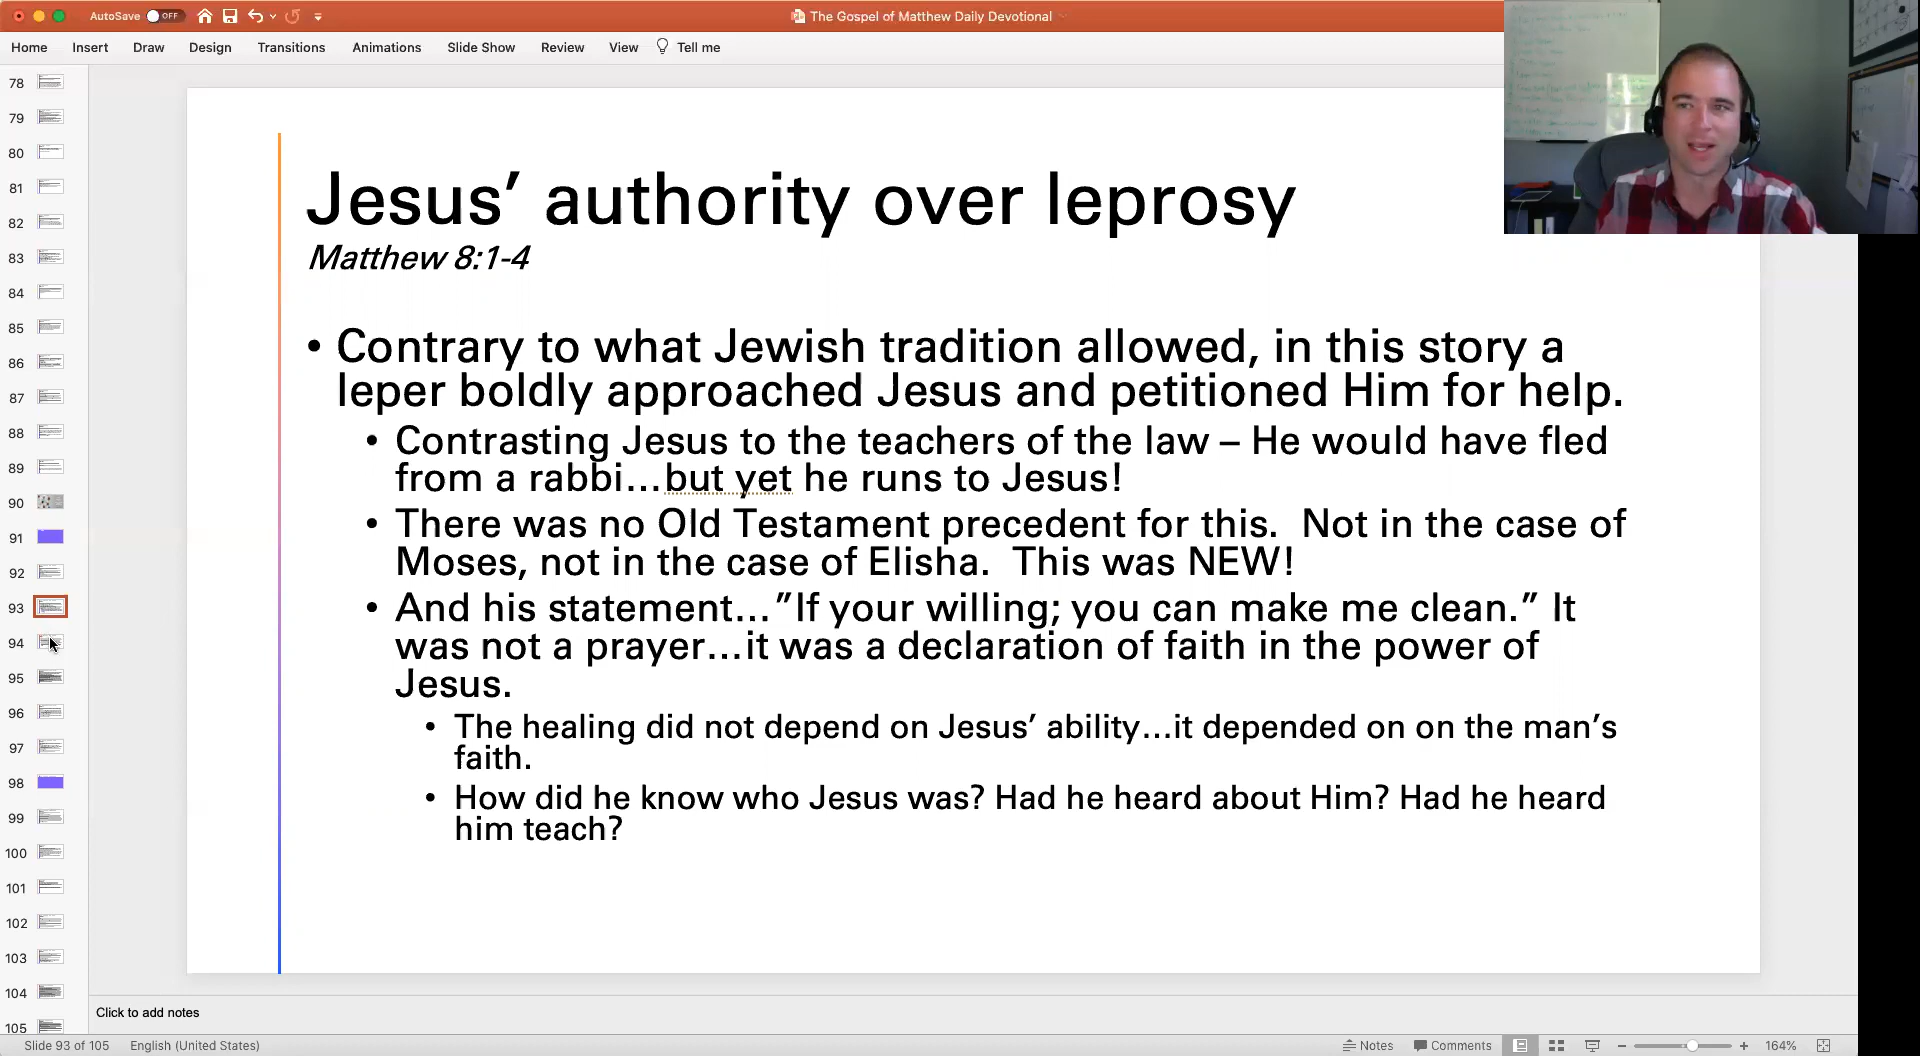 AutoSave OFF
The Gospel of Matthew Daily Devotional
Home Insert Draw Design Transitions Animations Slide Show Review View Tell me
78
79
80
81
82
83
84
85
86
87
88
89
90
91
92
93
94
95
96
97
98
99
100
101
102
103
104
105
Jesus’ authority over leprosy
Matthew 8:1-4
• Contrary to what Jewish tradition allowed, in this story a
leper boldly approached Jesus and petitioned Him for help.
• Contrasting Jesus to the teachers of the law – He would have fled
from a rabbi…but yet he runs to Jesus!
• There was no Old Testament precedent for this.  Not in the case of
Moses, not in the case of Elisha.  This was NEW!
• And his statement…”If your willing; you can make me clean.” It
was not a prayer…it was a declaration of faith in the power of
Jesus.
• The healing did not depend on Jesus’ ability…it depended on on the man’s
faith.
• How did he know who Jesus was? Had he heard about Him? Had he heard
him teach?
Click to add notes
Slide 93 of 105 English (United States) Notes Comments 164%